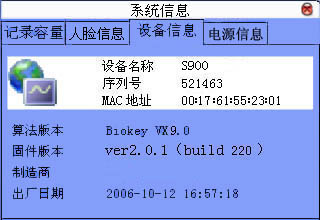 系统信息
记录容量 人脸信息 设备信息 电源信息
设备名称 S900
序列号 521463
MAC 地址 00:17:61:55:23:01
算法版本 Biokey VX9.0
固件版本 ver2.0.1 (build 220)
制造商
出厂日期 2006-10-12 16:57:18